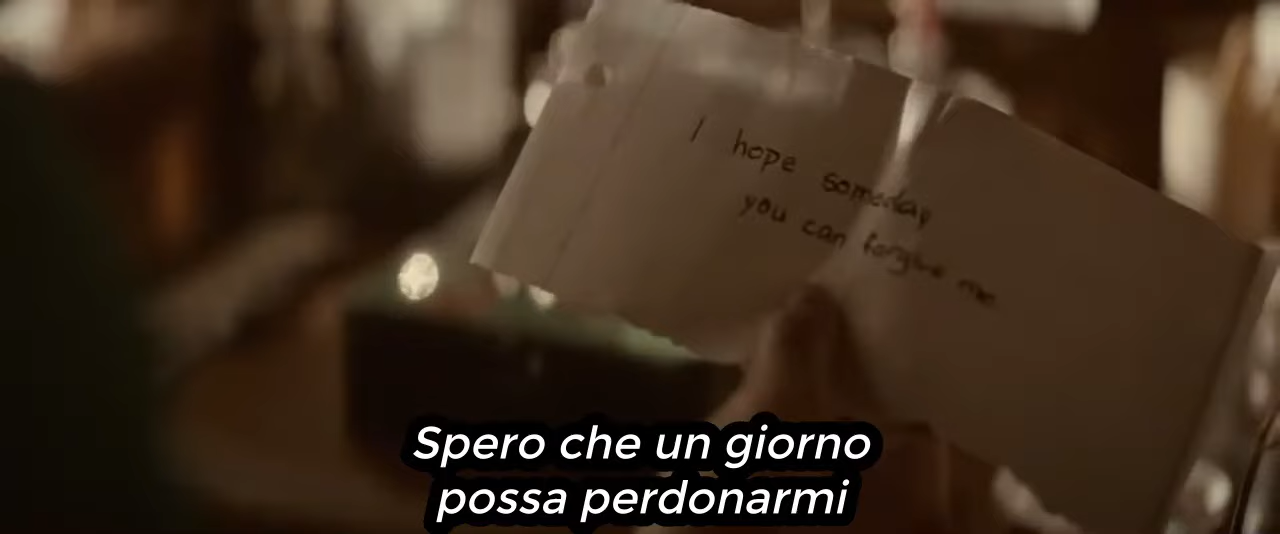 I hope someday
you can forgive me
Spero che un giorno
possa perdonarmi